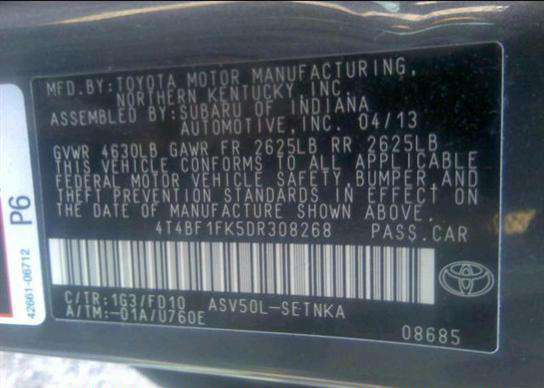 MFD.BY:TOYOTA MOTOR MANUFACTURING,
NORTHERN KENTUCKY,INC.
ASSEMBLED BY:SUBARU OF INDIANA
AUTOMOTIVE,INC. 04/13
GVWR 4630LB GAWR FR 2625LB RR 2625LB
THIS VEHICLE CONFORMS TO ALL APPLICABLE
FEDERAL MOTOR VEHICLE SAFETY, BUMPER,AND
THEFT PREVENTION STANDARDS IN EFFECT ON
THE DATE OF MANUFACTURE SHOWN ABOVE.
4T4BF1FK5DR308268 PASS.CAR
C/TR:1G3/FD10 ASV50L-SETNKA
A/TM:-01A/U760E
08685
P6
42661-06712